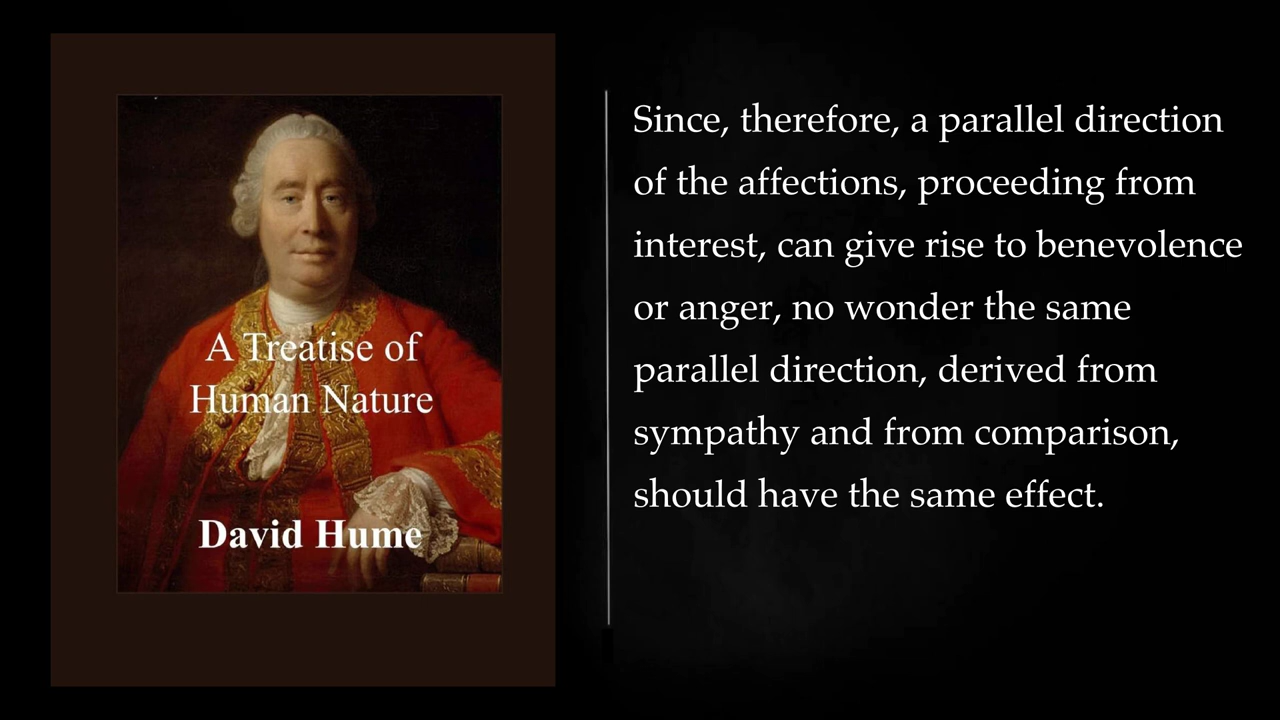 A Treatise of
Human Nature
David Hume
Since, therefore, a parallel direction
of the affections, proceeding from
interest, can give rise to benevolence
or anger, no wonder the same
parallel direction, derived from
sympathy and from comparison,
should have the same effect.